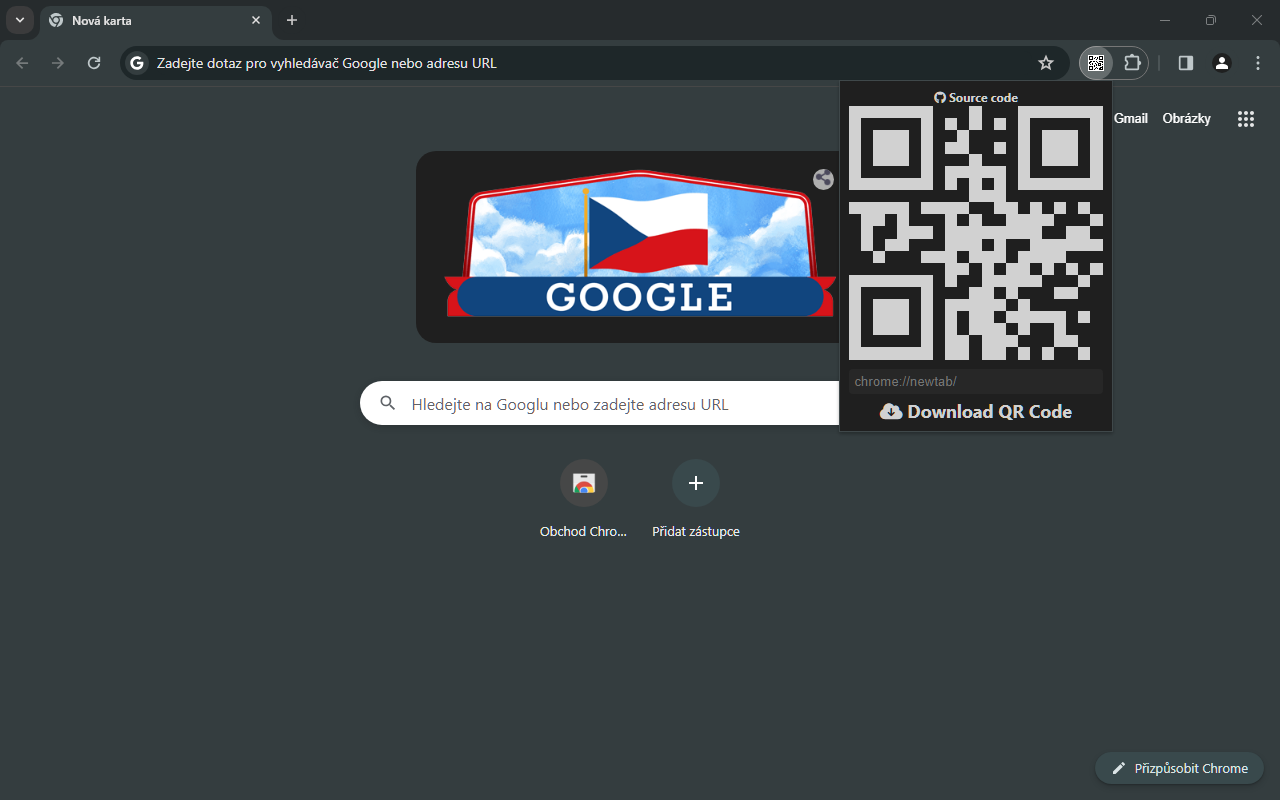 Nová karta
Zadejte dotaz pro vyhledávač Google nebo adresu URL
Source code
Gmail
Obrázky
GOOGLE
chrome://newtab/
Download QR Code
Hledejte na Googlu nebo zadejte adresu URL
Obchod Chro...
Přidat zástupce
Přizpůsobit Chrome